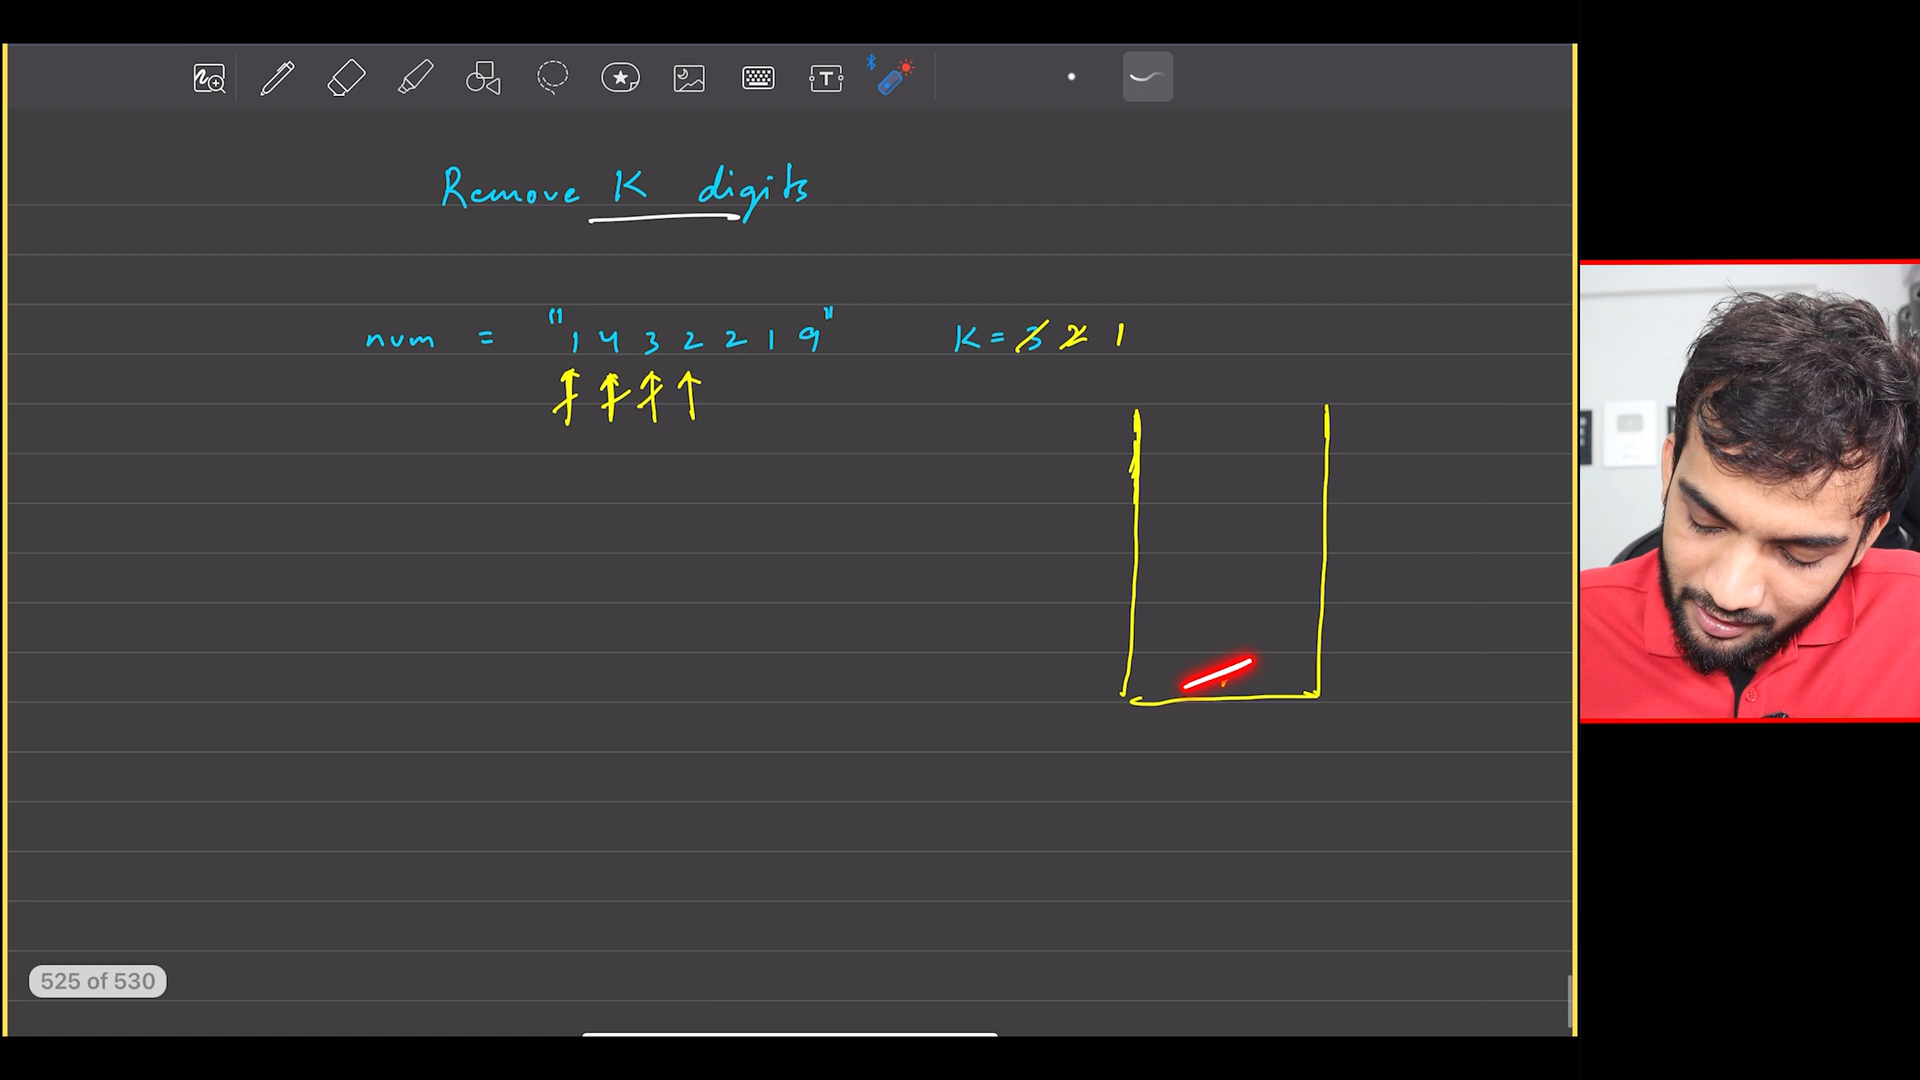 Remove K digits
num = "1432219" K = 3 2 1
525 of 530